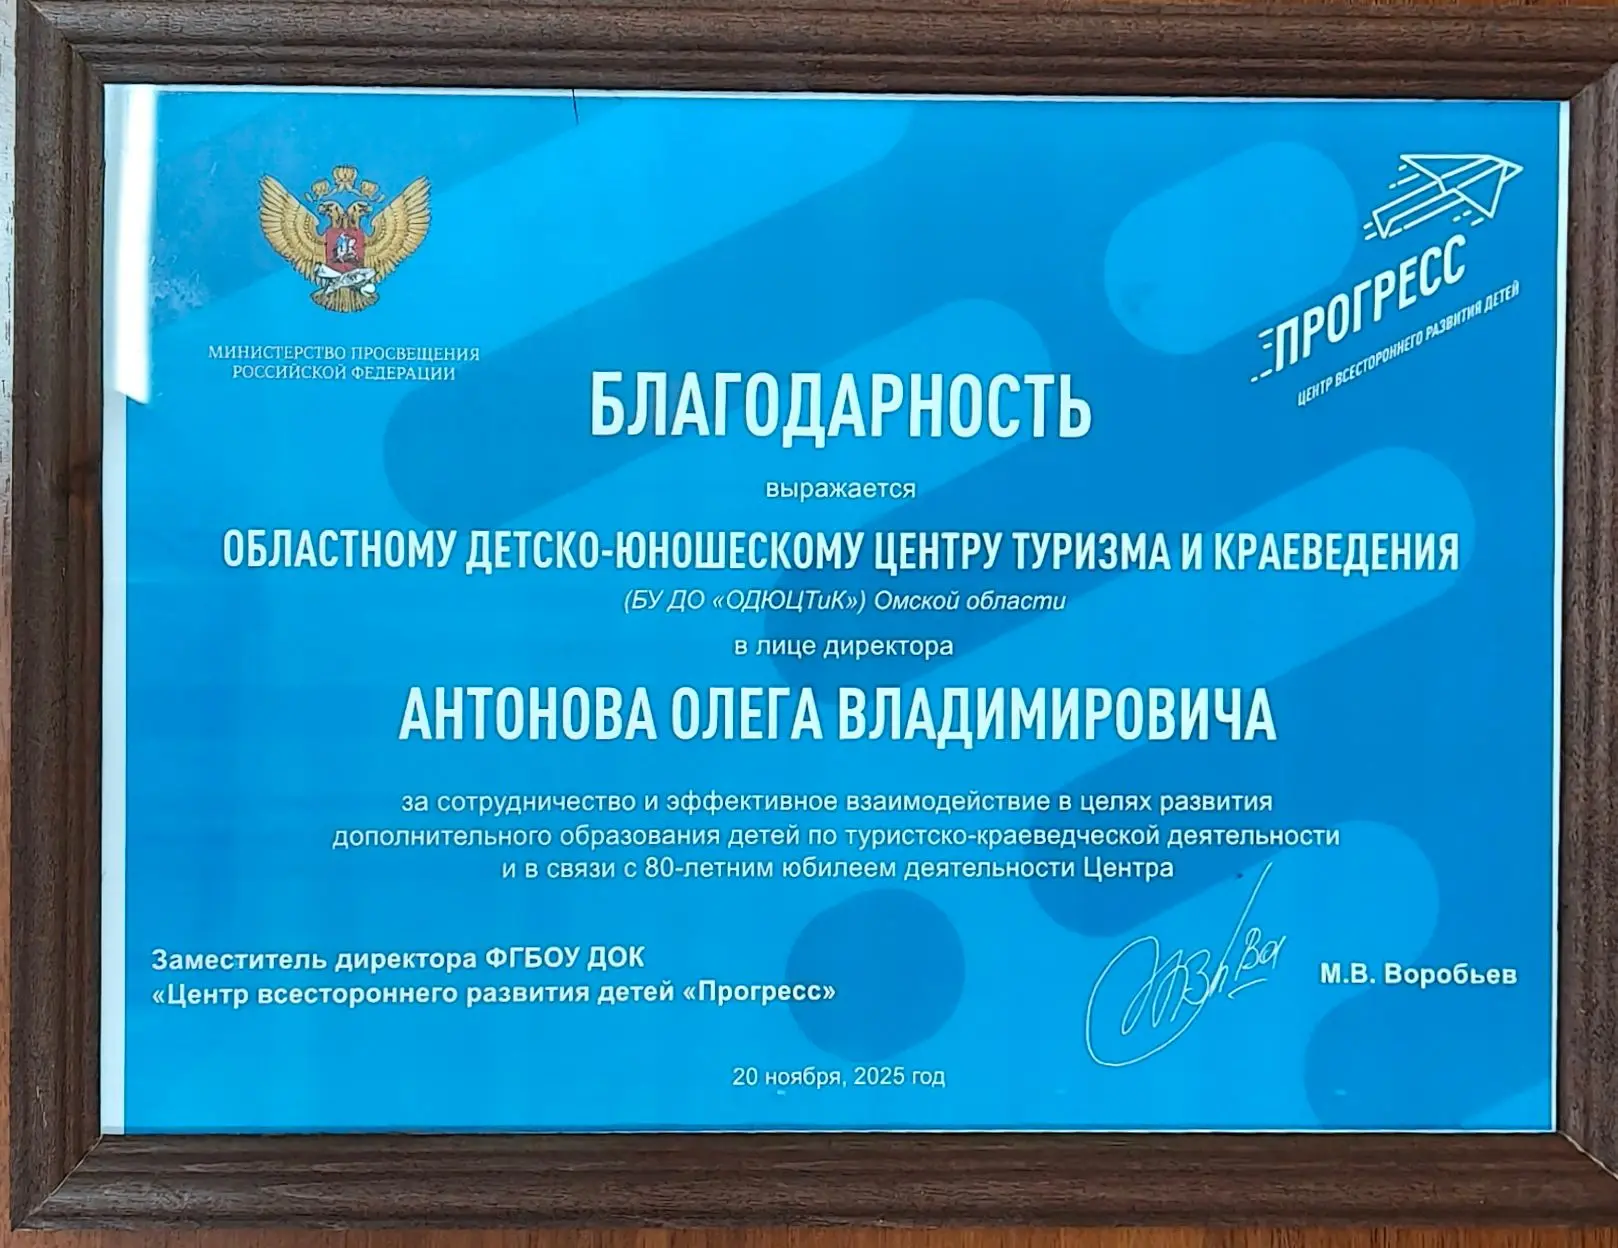 МИНИСТЕРСТВО ПРОСВЕЩЕНИЯ
РОССИЙСКОЙ ФЕДЕРАЦИИ
ПРОГРЕСС
ЦЕНТР ВСЕСТОРОННЕГО РАЗВИТИЯ ДЕТЕЙ
БЛАГОДАРНОСТЬ
выражается
ОБЛАСТНОМУ ДЕТСКО-ЮНОШЕСКОМУ ЦЕНТРУ ТУРИЗМА И КРАЕВЕДЕНИЯ
(БУ ДО «ОДЮЦТиК») Омской области
в лице директора
АНТОНОВА ОЛЕГА ВЛАДИМИРОВИЧА
за сотрудничество и эффективное взаимодействие в целях развития
дополнительного образования детей по туристско-краеведческой деятельности
и в связи с 80-летним юбилеем деятельности Центра
Заместитель директора ФГБОУ ДОК
«Центр всестороннего развития детей «Прогресс»
М.В. Воробьев
20 ноября, 2025 год